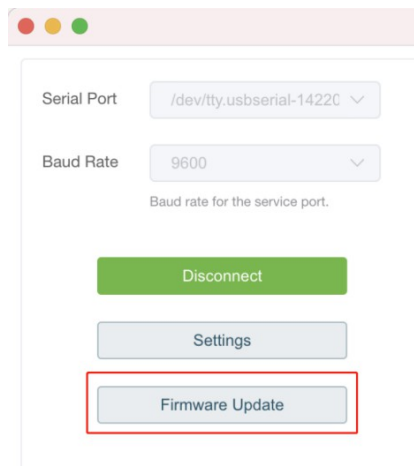 Serial Port
/dev/tty.usbserial-14220
Baud Rate
9600
Baud rate for the service port.
Disconnect
Settings
Firmware Update